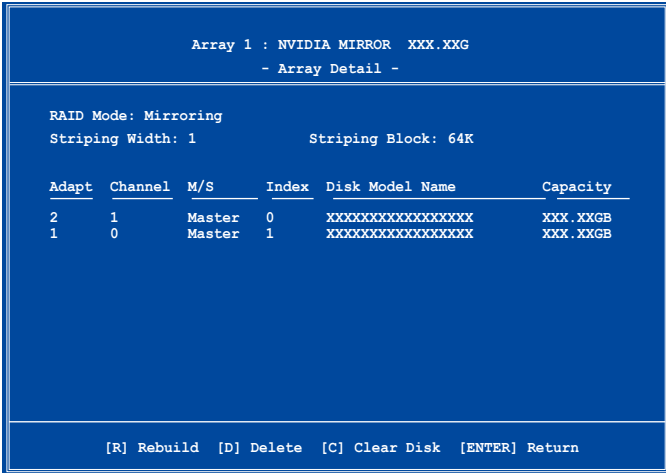 Array 1 : NVIDIA MIRROR  XXX.XXG
- Array Detail -
RAID Mode: Mirroring
Striping Width: 1    Striping Block: 64K
Adapt  Channel  M/S  Index  Disk Model Name  Capacity
2  1  Master  0  XXXXXXXXXXXXXXXXX  XXX.XXGB
1  0  Master  1  XXXXXXXXXXXXXXXXX  XXX.XXGB
[R] Rebuild  [D] Delete  [C] Clear Disk  [ENTER] Return